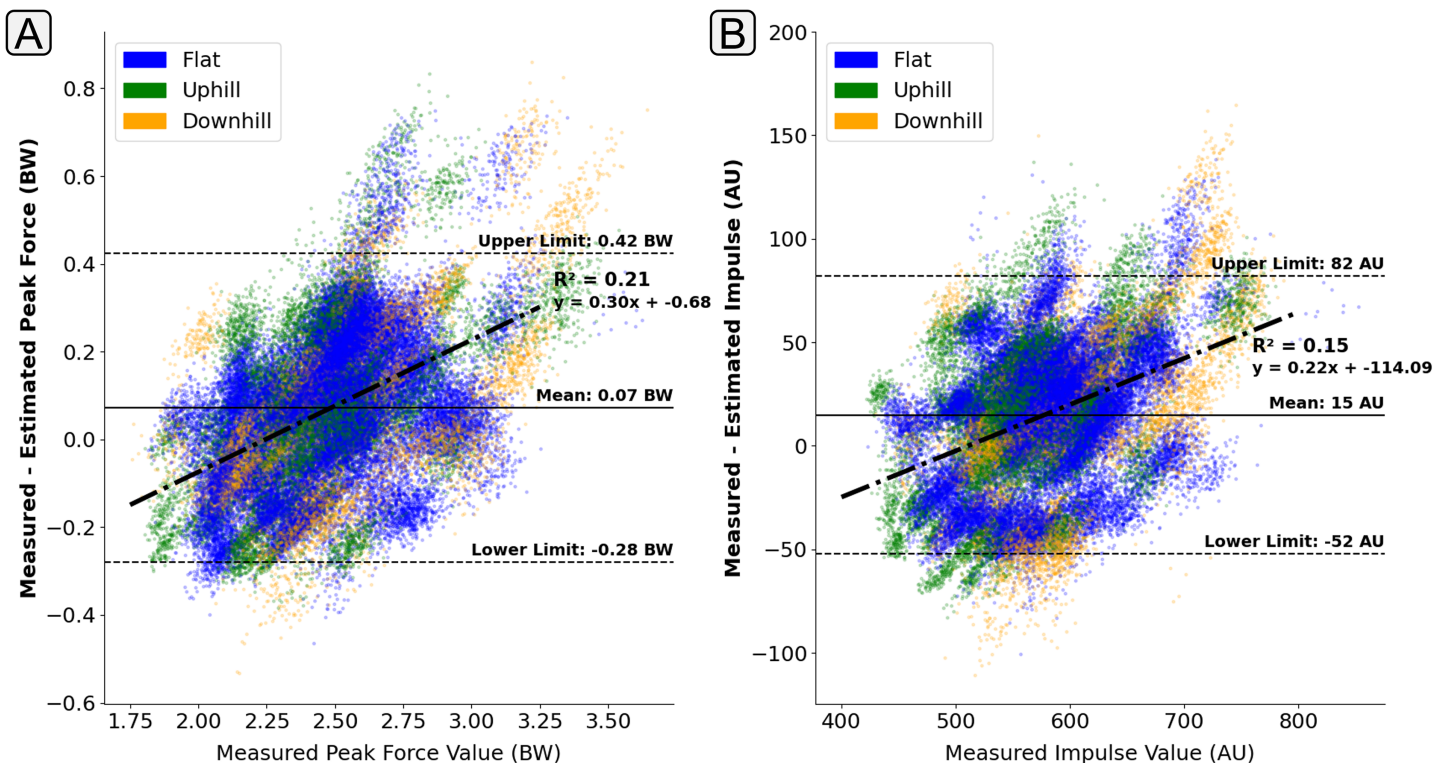 A
Flat
Uphill
Downhill
Measured - Estimated Peak Force (BW)
0.8
0.6
0.4
0.2
0.0
−0.2
−0.4
−0.6
Upper Limit: 0.42 BW
R² = 0.21
y = 0.30x + -0.68
Mean: 0.07 BW
Lower Limit: -0.28 BW
1.75 2.00 2.25 2.50 2.75 3.00 3.25 3.50
Measured Peak Force Value (BW)
B
Flat
Uphill
Downhill
Measured - Estimated Impulse (AU)
200
150
100
50
0
−50
−100
Upper Limit: 82 AU
R² = 0.15
y = 0.22x + -114.09
Mean: 15 AU
Lower Limit: -52 AU
400 500 600 700 800
Measured Impulse Value (AU)